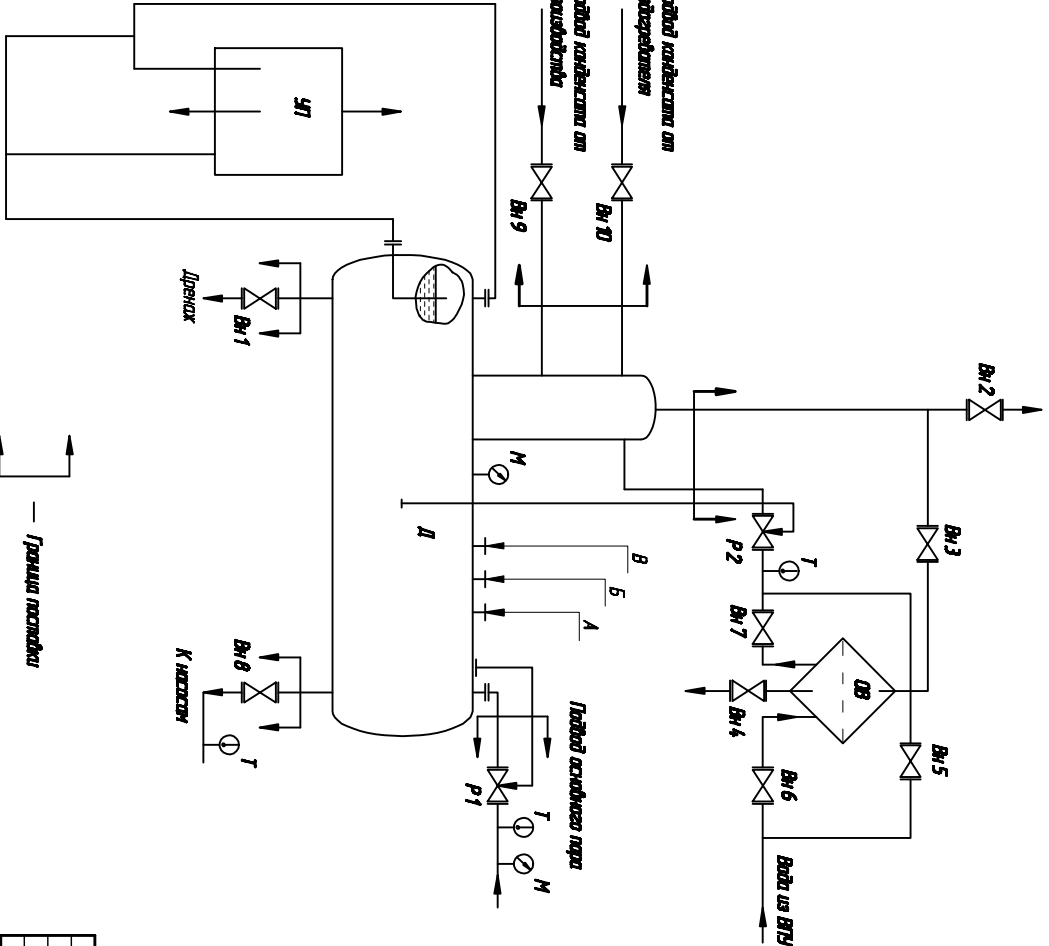 подогревателя
конденсата от
производства
конденсата от
УП
Вн 10
Вн 9
Дренаж
Вн 1
Вн 2
М
Д
В
Б
А
Р 2
Т
Вн 3
Вн 7
ОВ
Вн 4
Вн 5
Вн 6
Вода из ВПУ
Подвод основного пара
Р 1
Т
М
Вн 8
К насосам
Т
— Граница поставки